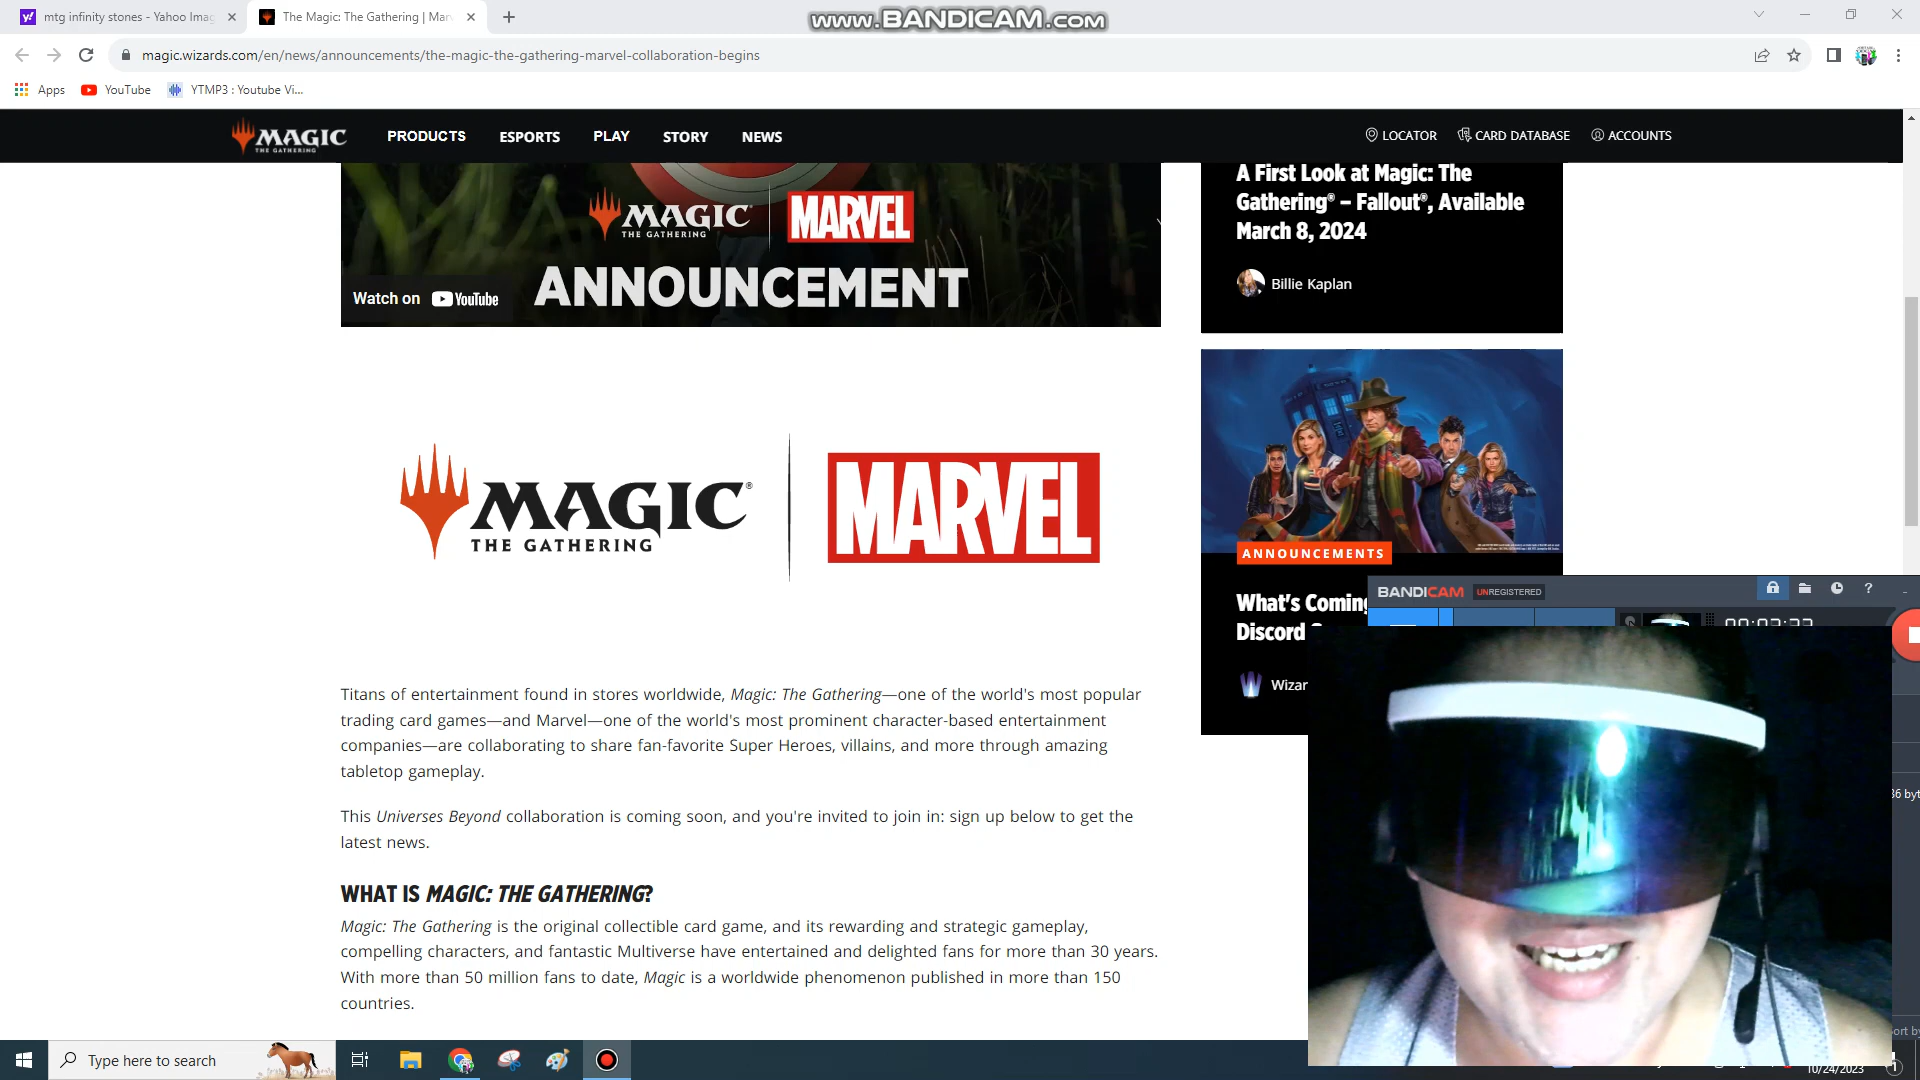 mtg infinity stones - Yahoo Imag
The Magic: The Gathering | Mar
www.BANDICAM.com
magic.wizards.com/en/news/announcements/the-magic-the-gathering-marvel-collaboration-begins
Apps
YouTube
YTMP3 : Youtube Vi...
MAGIC
THE GATHERING
PRODUCTS
ESPORTS
PLAY
STORY
NEWS
LOCATOR
CARD DATABASE
ACCOUNTS
MAGIC
THE GATHERING
MARVEL
ANNOUNCEMENT
Watch on YouTube
A First Look at Magic: The
Gathering® – Fallout®, Available
March 8, 2024
Billie Kaplan
MAGIC®
THE GATHERING
MARVEL
ANNOUNCEMENTS
What's Coming
Discord
Wizar
BANDICAM
UNREGISTERED
Titans of entertainment found in stores worldwide, Magic: The Gathering—one of the world's most popular
trading card games—and Marvel—one of the world's most prominent character-based entertainment
companies—are collaborating to share fan-favorite Super Heroes, villains, and more through amazing
tabletop gameplay.
This Universes Beyond collaboration is coming soon, and you're invited to join in: sign up below to get the
latest news.
WHAT IS MAGIC: THE GATHERING?
Magic: The Gathering is the original collectible card game, and its rewarding and strategic gameplay,
compelling characters, and fantastic Multiverse have entertained and delighted fans for more than 30 years.
With more than 50 million fans to date, Magic is a worldwide phenomenon published in more than 150
countries.
Type here to search
10/24/2023